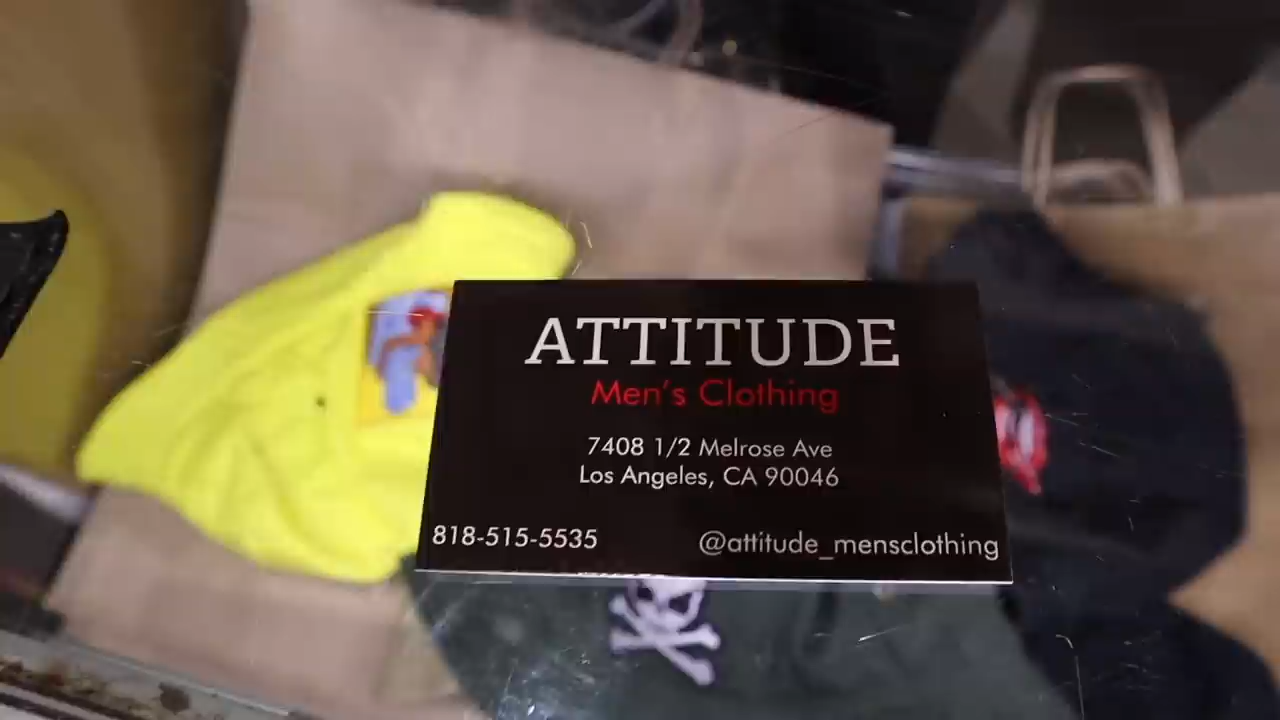 ATTITUDE
Men's Clothing
7408 1/2 Melrose Ave
Los Angeles, CA 90046
818-515-5535
@attitude_mensclothing